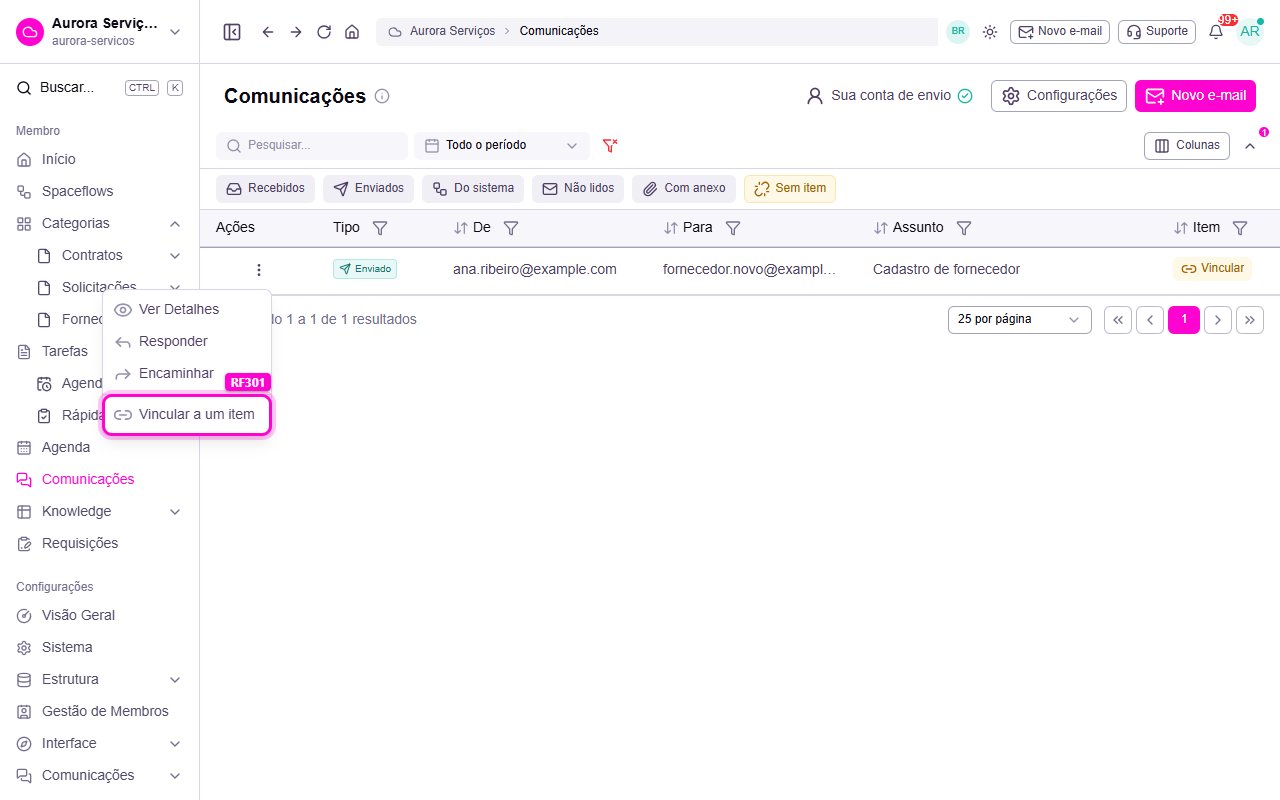 Aurora Serviç...
aurora-servicos
Aurora Serviços > Comunicações
BR
Novo e-mail
Suporte
99+
AR
Buscar...
CTRL K
Membro
Início
Spaceflows
Categorias
Contratos
Solicitações
Fornec
Tarefas
Agend
Rápida
Agenda
Comunicações
Knowledge
Requisições
Configurações
Visão Geral
Sistema
Estrutura
Gestão de Membros
Interface
Comunicações
Comunicações
Sua conta de envio
Configurações
Novo e-mail
Pesquisar...
Todo o período
Colunas
1
Recebidos
Enviados
Do sistema
Não lidos
Com anexo
Sem item
Ações
Tipo
De
Para
Assunto
Item
Enviado
ana.ribeiro@example.com
fornecedor.novo@exampl...
Cadastro de fornecedor
Vincular
Ver Detalhes
Responder
Encaminhar
RF301
Vincular a um item
do 1 a 1 de 1 resultados
25 por página
1